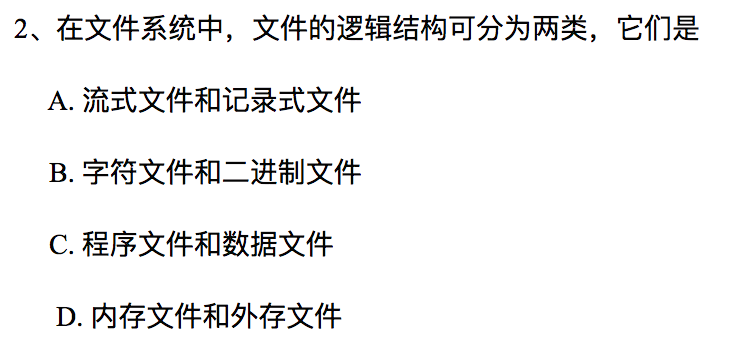 2、在文件系统中，文件的逻辑结构可分为两类，它们是
A. 流式文件和记录式文件
B. 字符文件和二进制文件
C. 程序文件和数据文件
D. 内存文件和外存文件